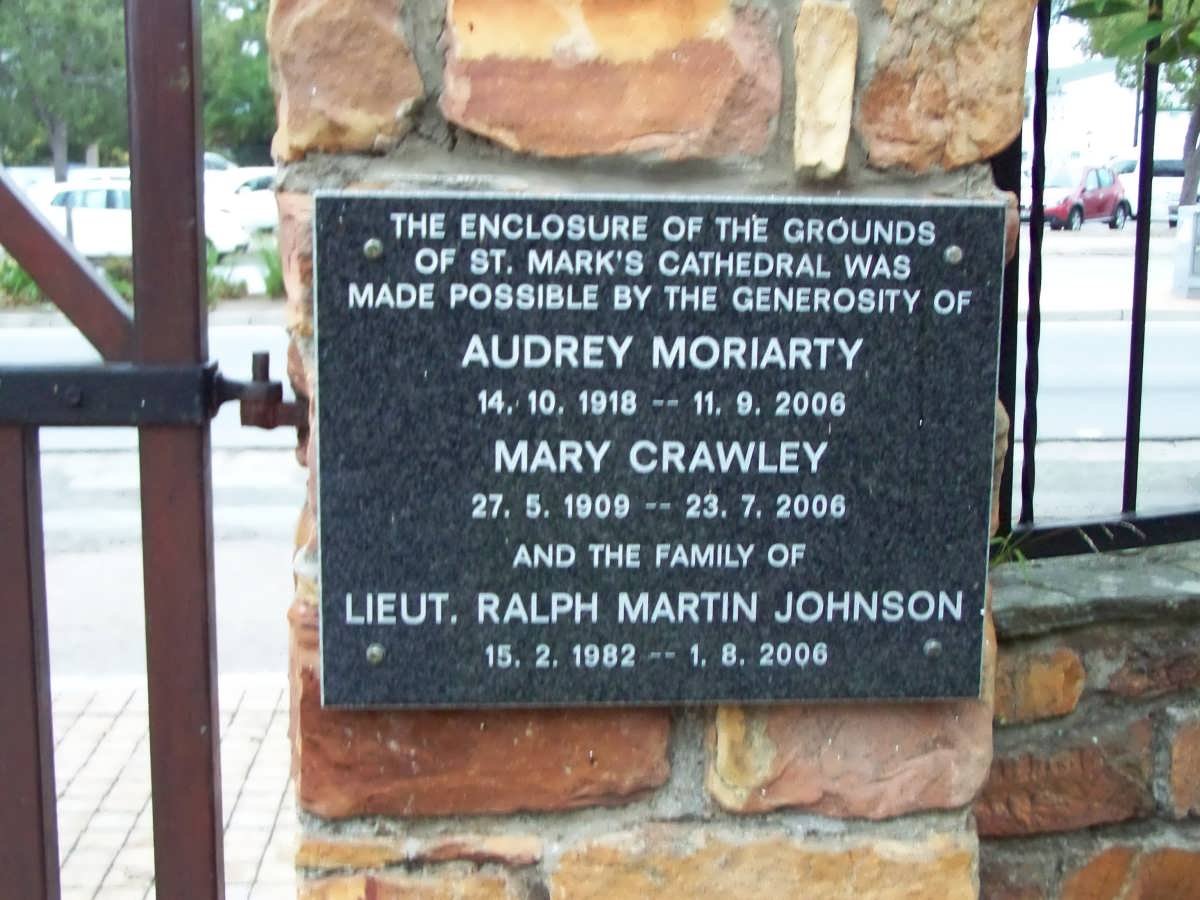 THE ENCLOSURE OF THE GROUNDS
OF ST. MARK'S CATHEDRAL WAS
MADE POSSIBLE BY THE GENEROSITY OF
AUDREY MORIARTY
14. 10. 1918 -- 11. 9. 2006
MARY CRAWLEY
27. 5. 1909 -- 23. 7. 2006
AND THE FAMILY OF
LIEUT. RALPH MARTIN JOHNSON
15. 2. 1982 -- 1. 8. 2006